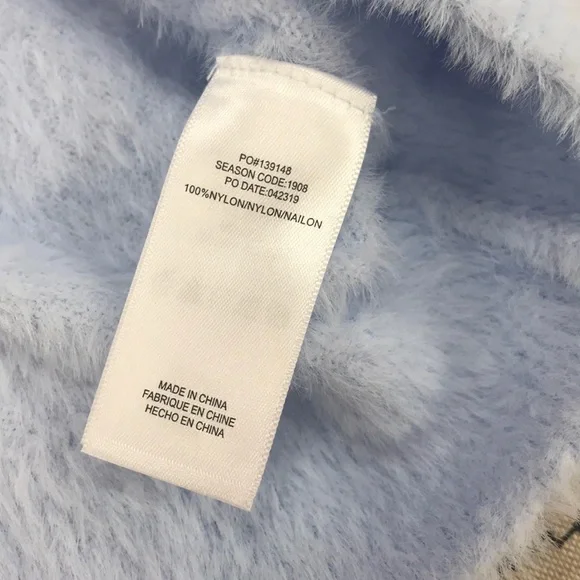 PO#139148
SEASON CODE:1908
PO DATE:042319
100%NYLON/NYLON/NAILON
MADE IN CHINA
FABRIQUE EN CHINE
HECHO EN CHINA